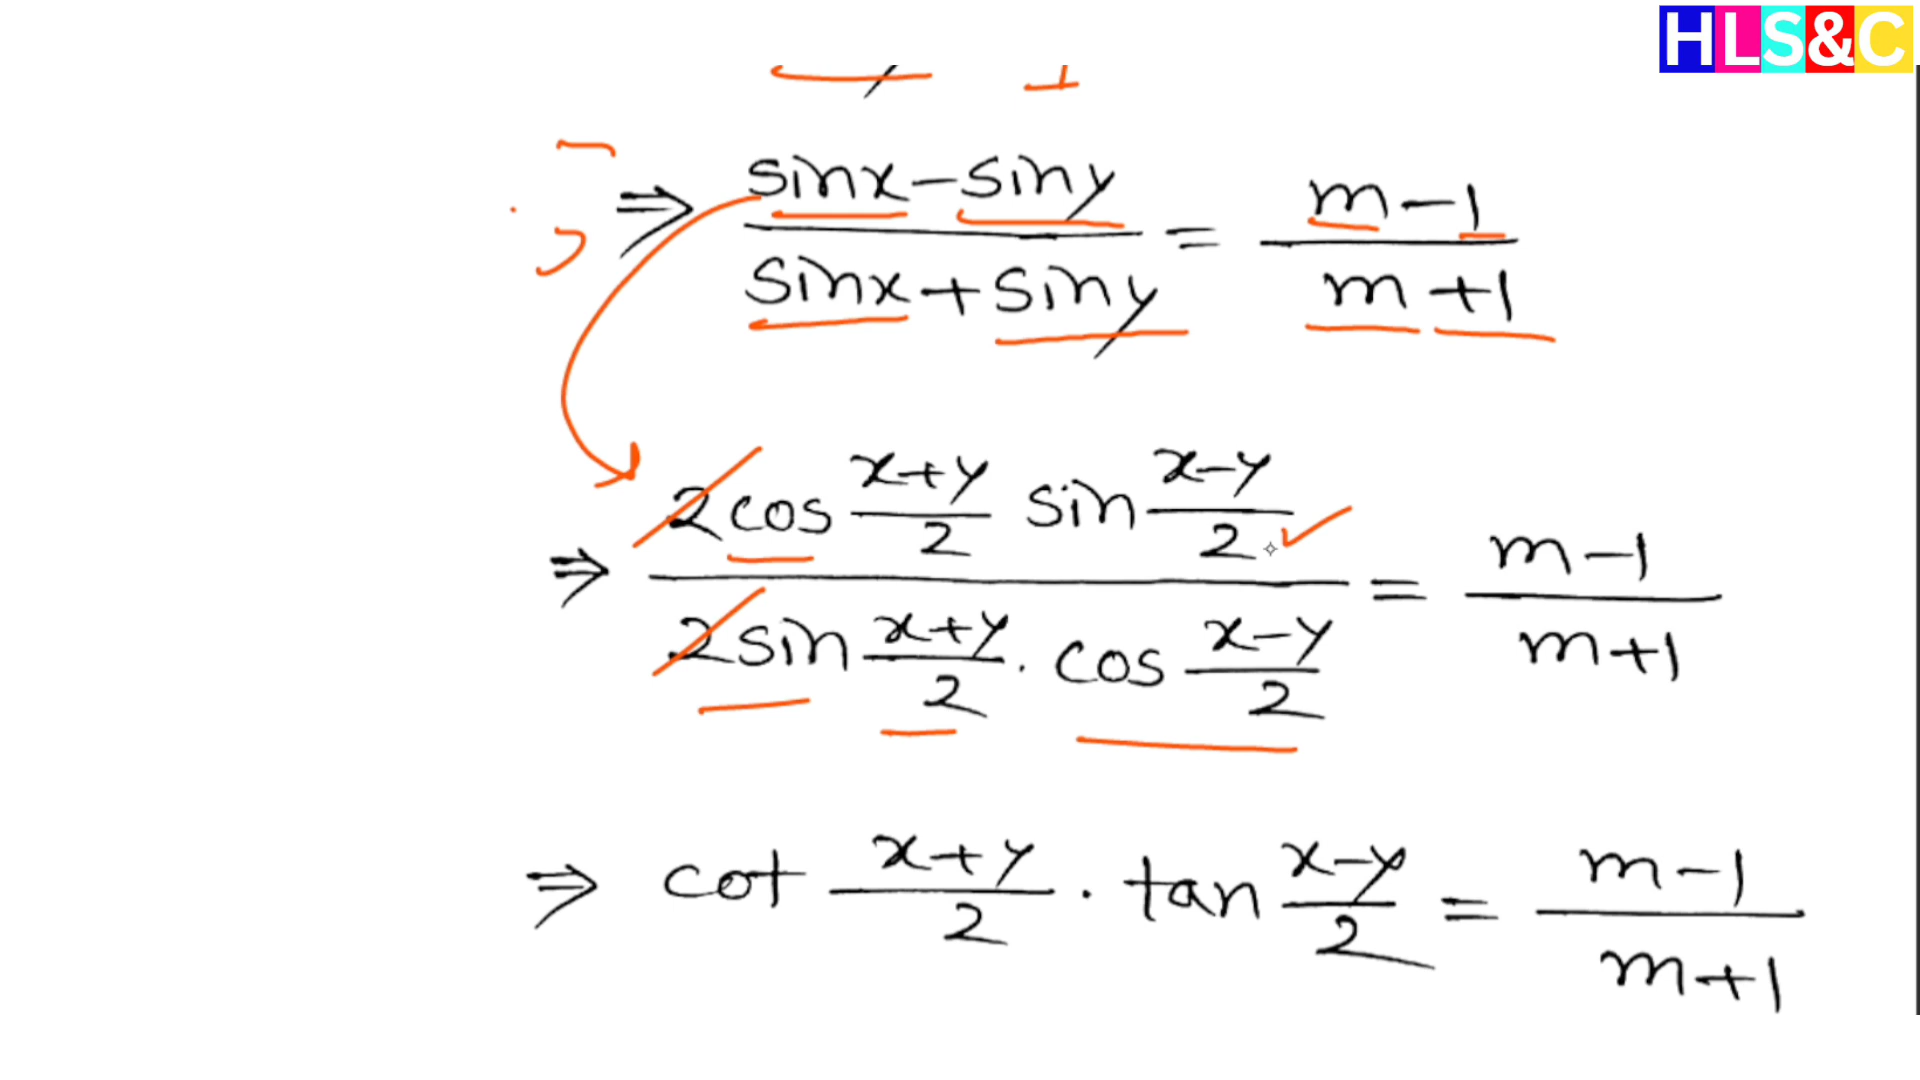 HLS&C
⇒ (sinx - siny)/(sinx + siny) = (m-1)/(m+1)
⇒ (2cos (x+y)/2 sin (x-y)/2)/(2sin (x+y)/2 . cos (x-y)/2) = (m-1)/(m+1)
⇒ cot (x+y)/2 . tan (x-y)/2 = (m-1)/(m+1)